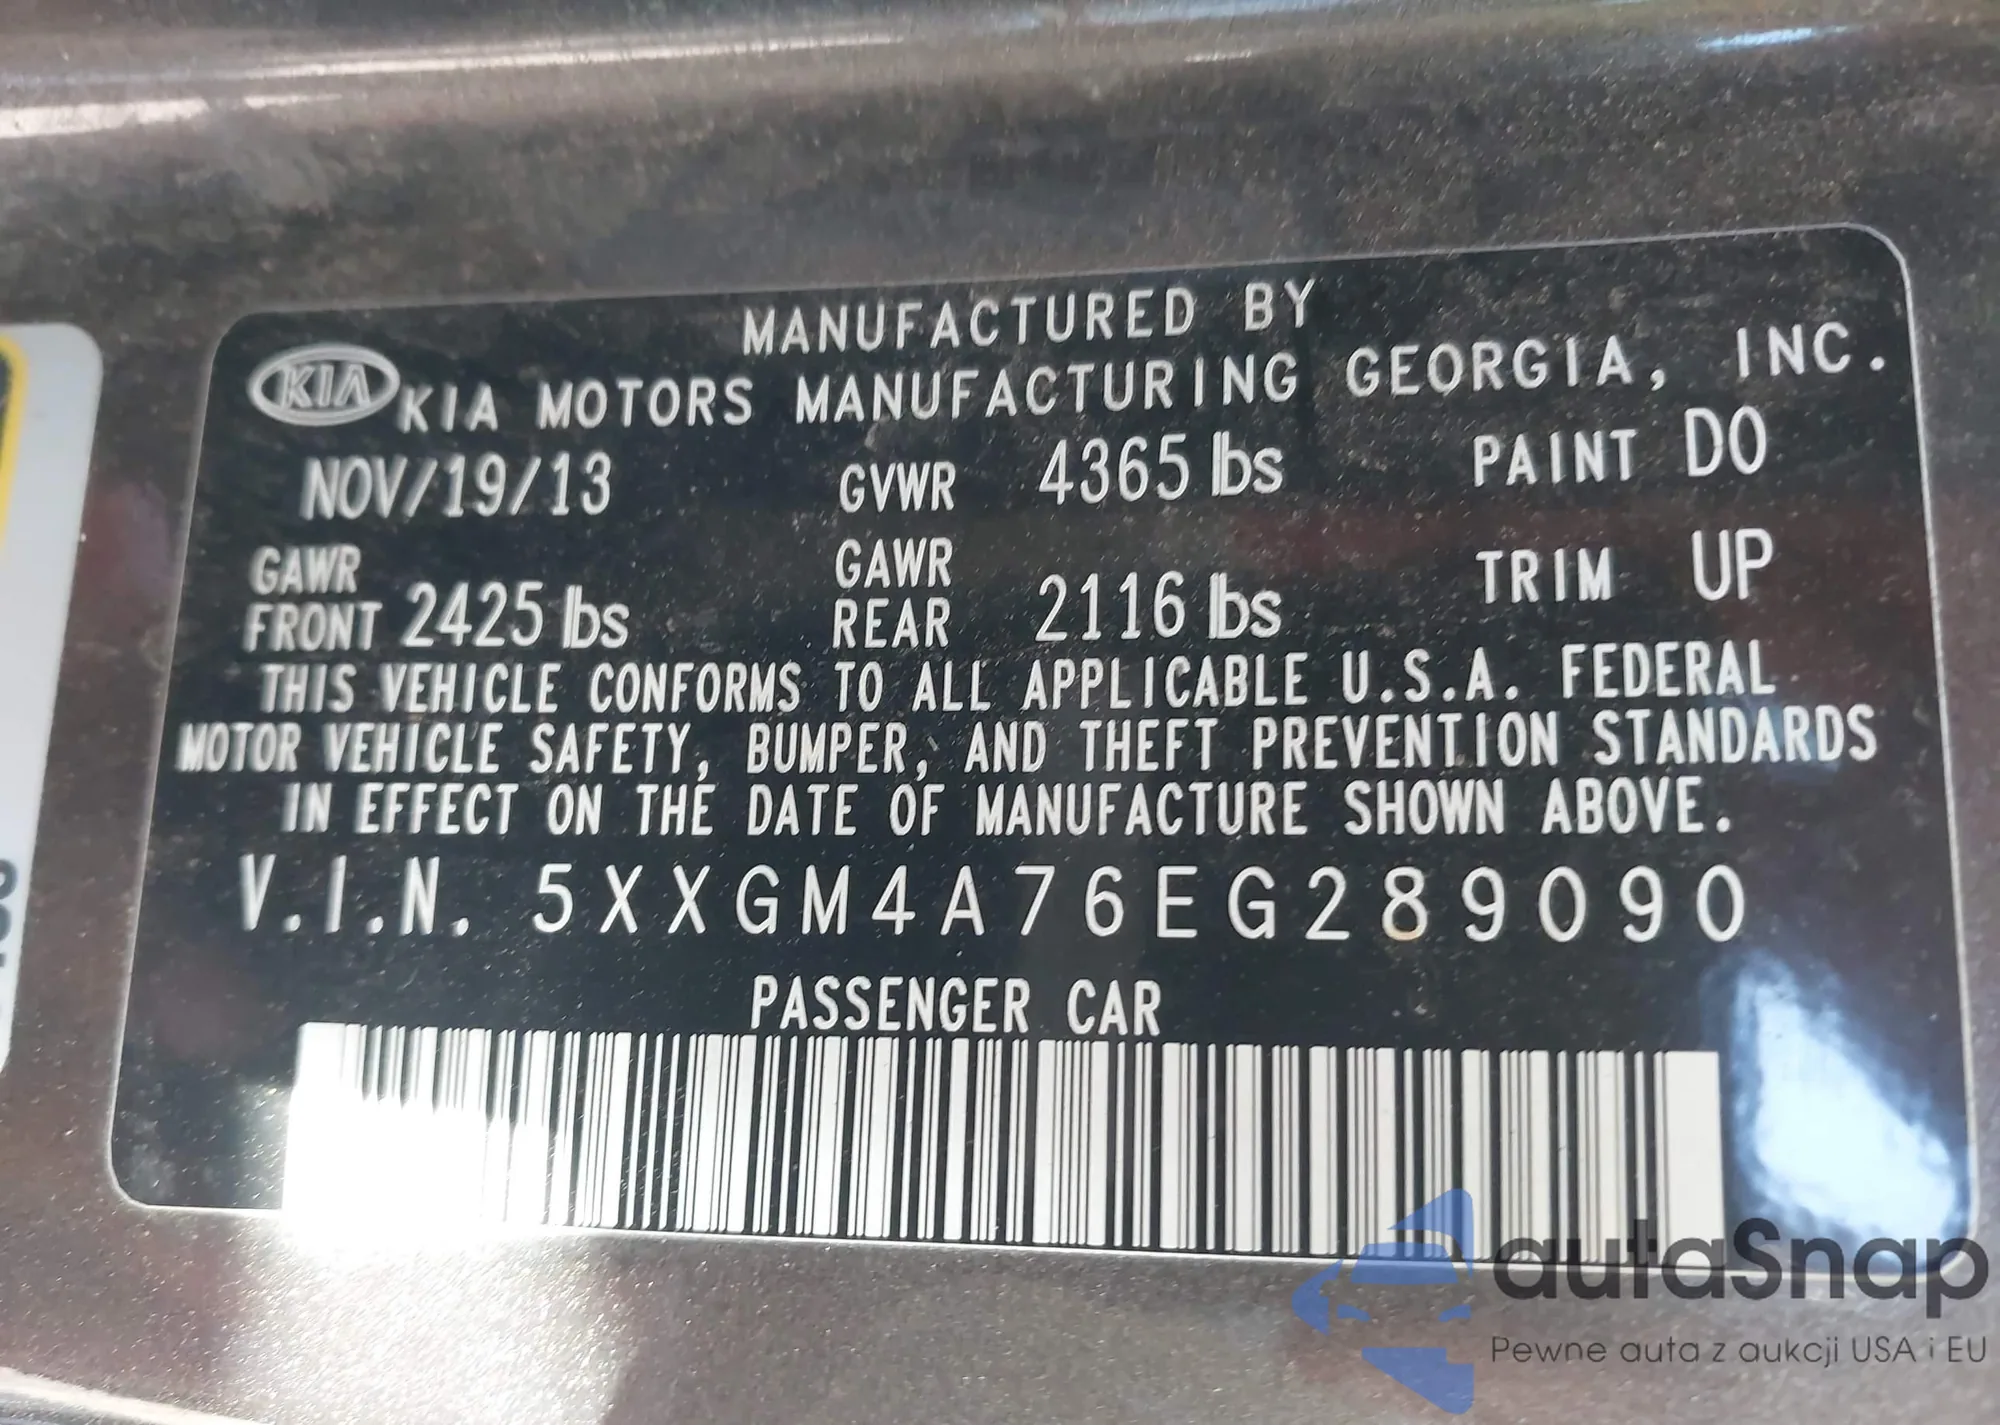 MANUFACTURED BY
KIA KIA MOTORS MANUFACTURING GEORGIA, INC.
NOV/19/13 GVWR 4365 lbs PAINT D0
GAWR FRONT 2425 lbs GAWR REAR 2116 lbs TRIM UP
THIS VEHICLE CONFORMS TO ALL APPLICABLE U.S.A. FEDERAL
MOTOR VEHICLE SAFETY, BUMPER, AND THEFT PREVENTION STANDARDS
IN EFFECT ON THE DATE OF MANUFACTURE SHOWN ABOVE.
V.I.N. 5XXGM4A76EG289090
PASSENGER CAR
autaSnap
Pewne auta z aukcji USA i EU